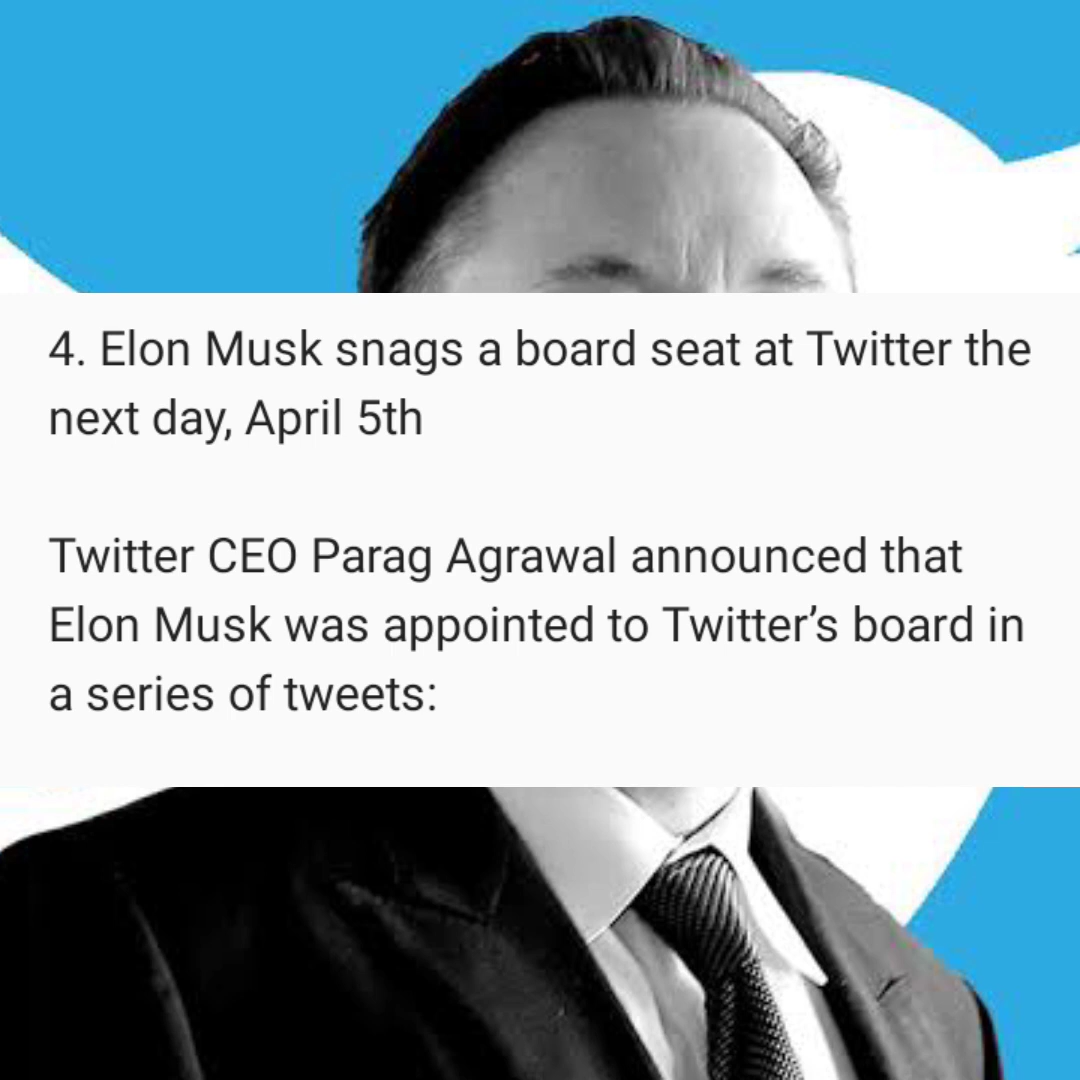 4. Elon Musk snags a board seat at Twitter the
next day, April 5th
Twitter CEO Parag Agrawal announced that
Elon Musk was appointed to Twitter’s board in
a series of tweets: